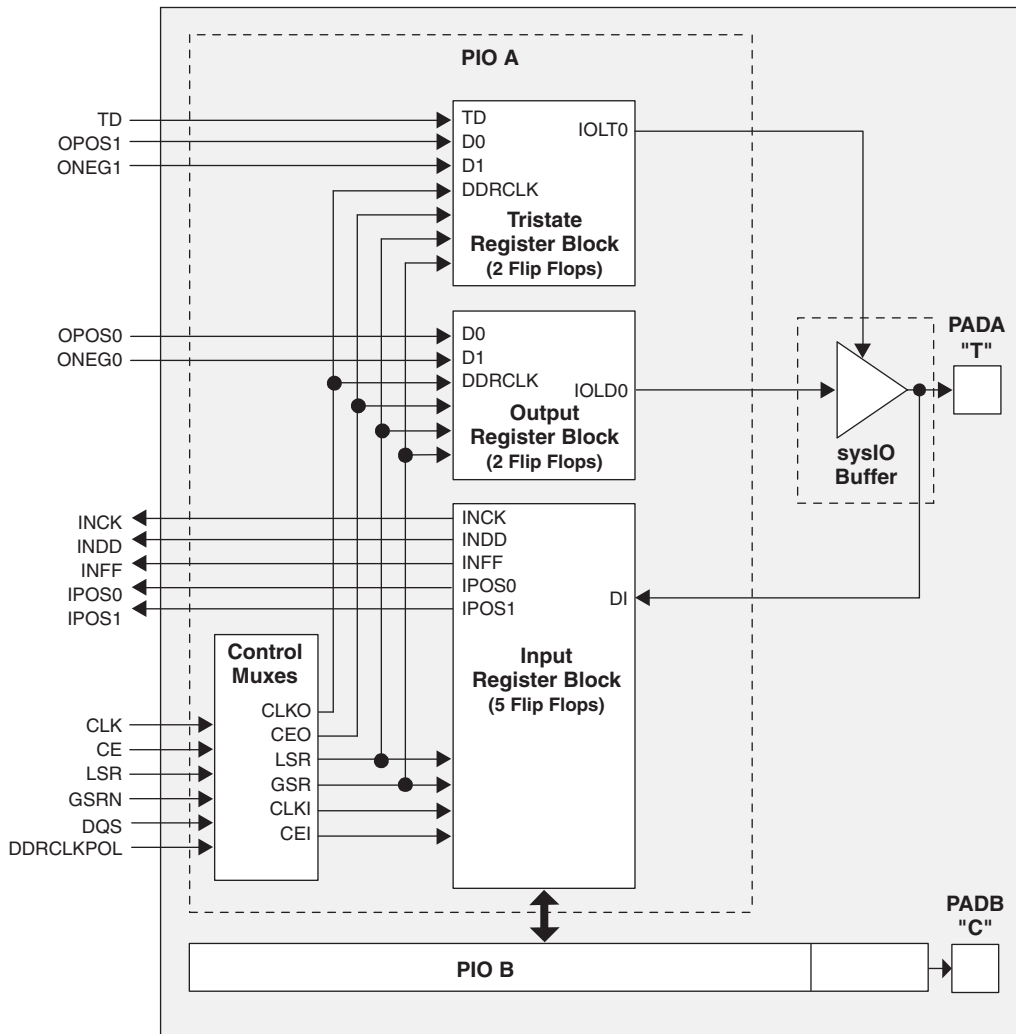 PIO A
TD
OPOS1
ONEG1
TD
D0
D1
DDRCLK
IOLT0
Tristate
Register Block
(2 Flip Flops)
OPOS0
ONEG0
D0
D1
DDRCLK
IOLD0
Output
Register Block
(2 Flip Flops)
PADA
"T"
sysIO
Buffer
INCK
INDD
INFF
IPOS0
IPOS1
INCK
INDD
INFF
IPOS0
IPOS1
DI
Input
Register Block
(5 Flip Flops)
Control
Muxes
CLKO
CEO
LSR
GSR
CLKI
CEI
CLK
CE
LSR
GSRN
DQS
DDRCLKPOL
PADB
"C"
PIO B